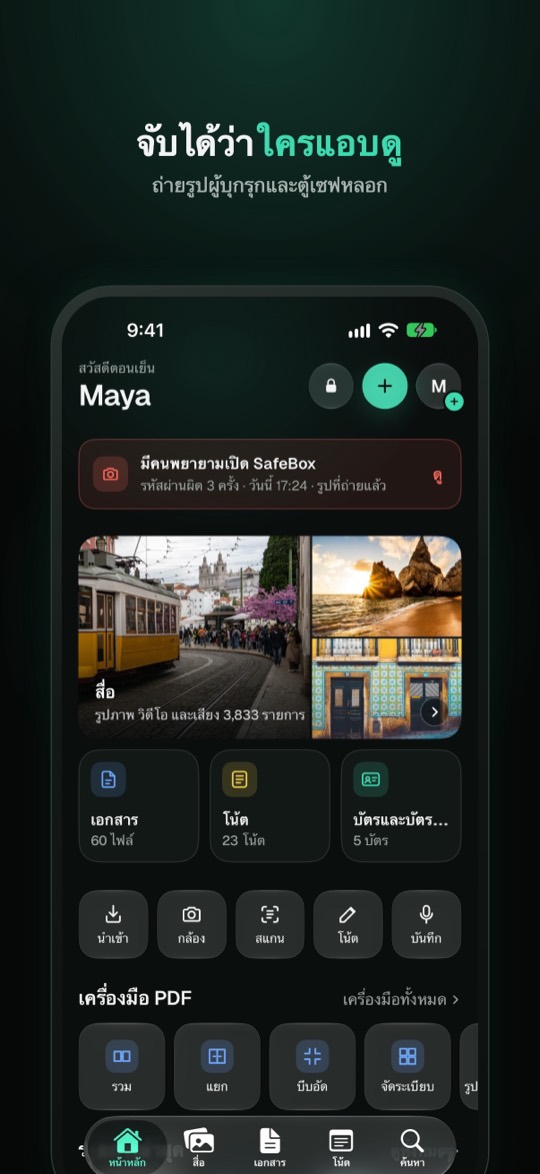 จับได้ว่าใครแอบดู
ถ่ายรูปผู้บุกรุกและตู้เซฟหลอก
9:41
สวัสดีตอนเย็น
Maya
M
มีคนพยายามเปิด SafeBox
รหัสผ่านผิด 3 ครั้ง · วันนี้ 17:24 · รูปที่ถ่ายแล้ว
ดู
สื่อ
รูปภาพ วิดีโอ และเสียง 3,833 รายการ
เอกสาร
60 ไฟล์
โน้ต
23 โน้ต
บัตรและบัตร...
5 บัตร
นำเข้า
กล้อง
สแกน
โน้ต
บันทึก
เครื่องมือ PDF
เครื่องมือทั้งหมด
รวม
แยก
บีบอัด
จัดระเบียบ
รูป
หน้าหลัก
สื่อ
เอกสาร
โน้ต
ค้นหา